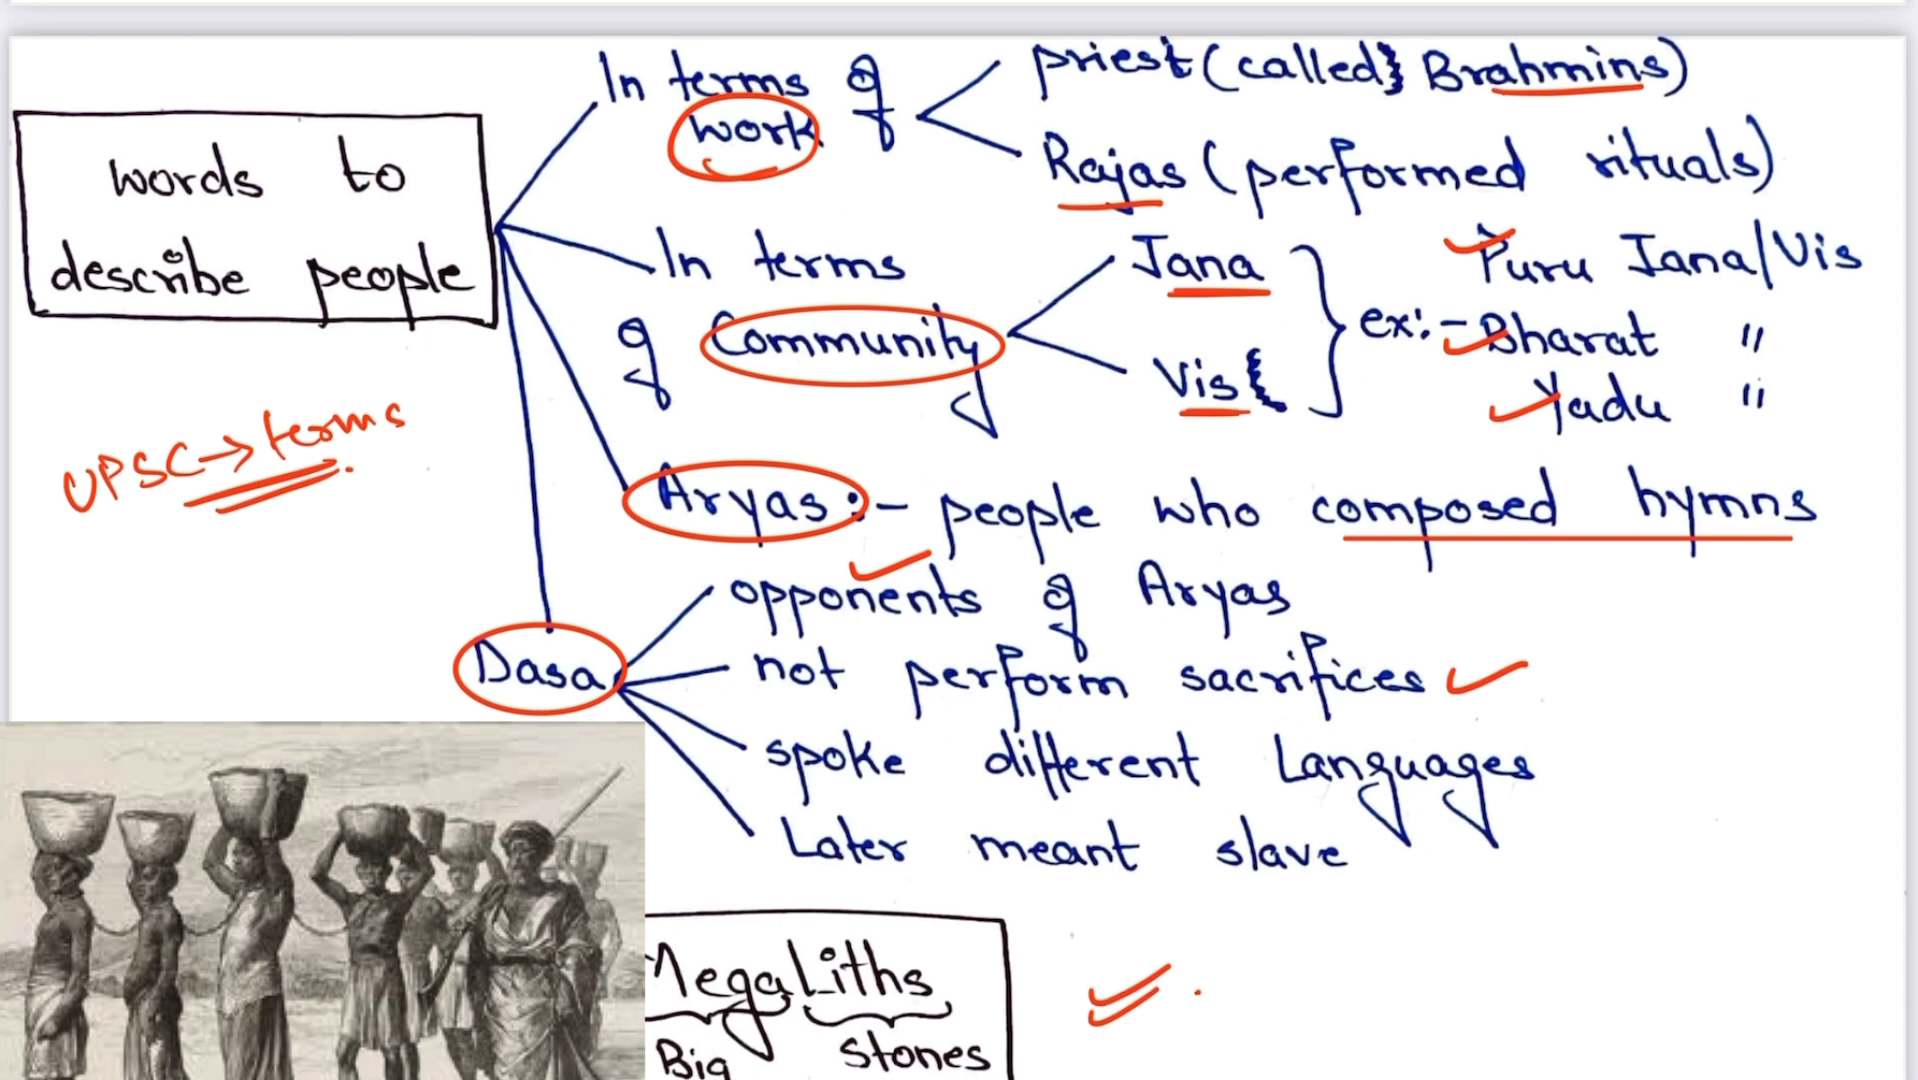 words to
describe people
UPSC → terms
In terms of
work
priest (called Brahmins)
Rajas (performed rituals)
In terms
of Community
Jana
Vis
ex:-
Puru Jana/Vis
Bharat "
Yadu "
Aryas :- people who composed hymns
Dasa
opponents of Aryas
not perform sacrifices
spoke different Languages
Later meant slave
MegaLiths
Big stones